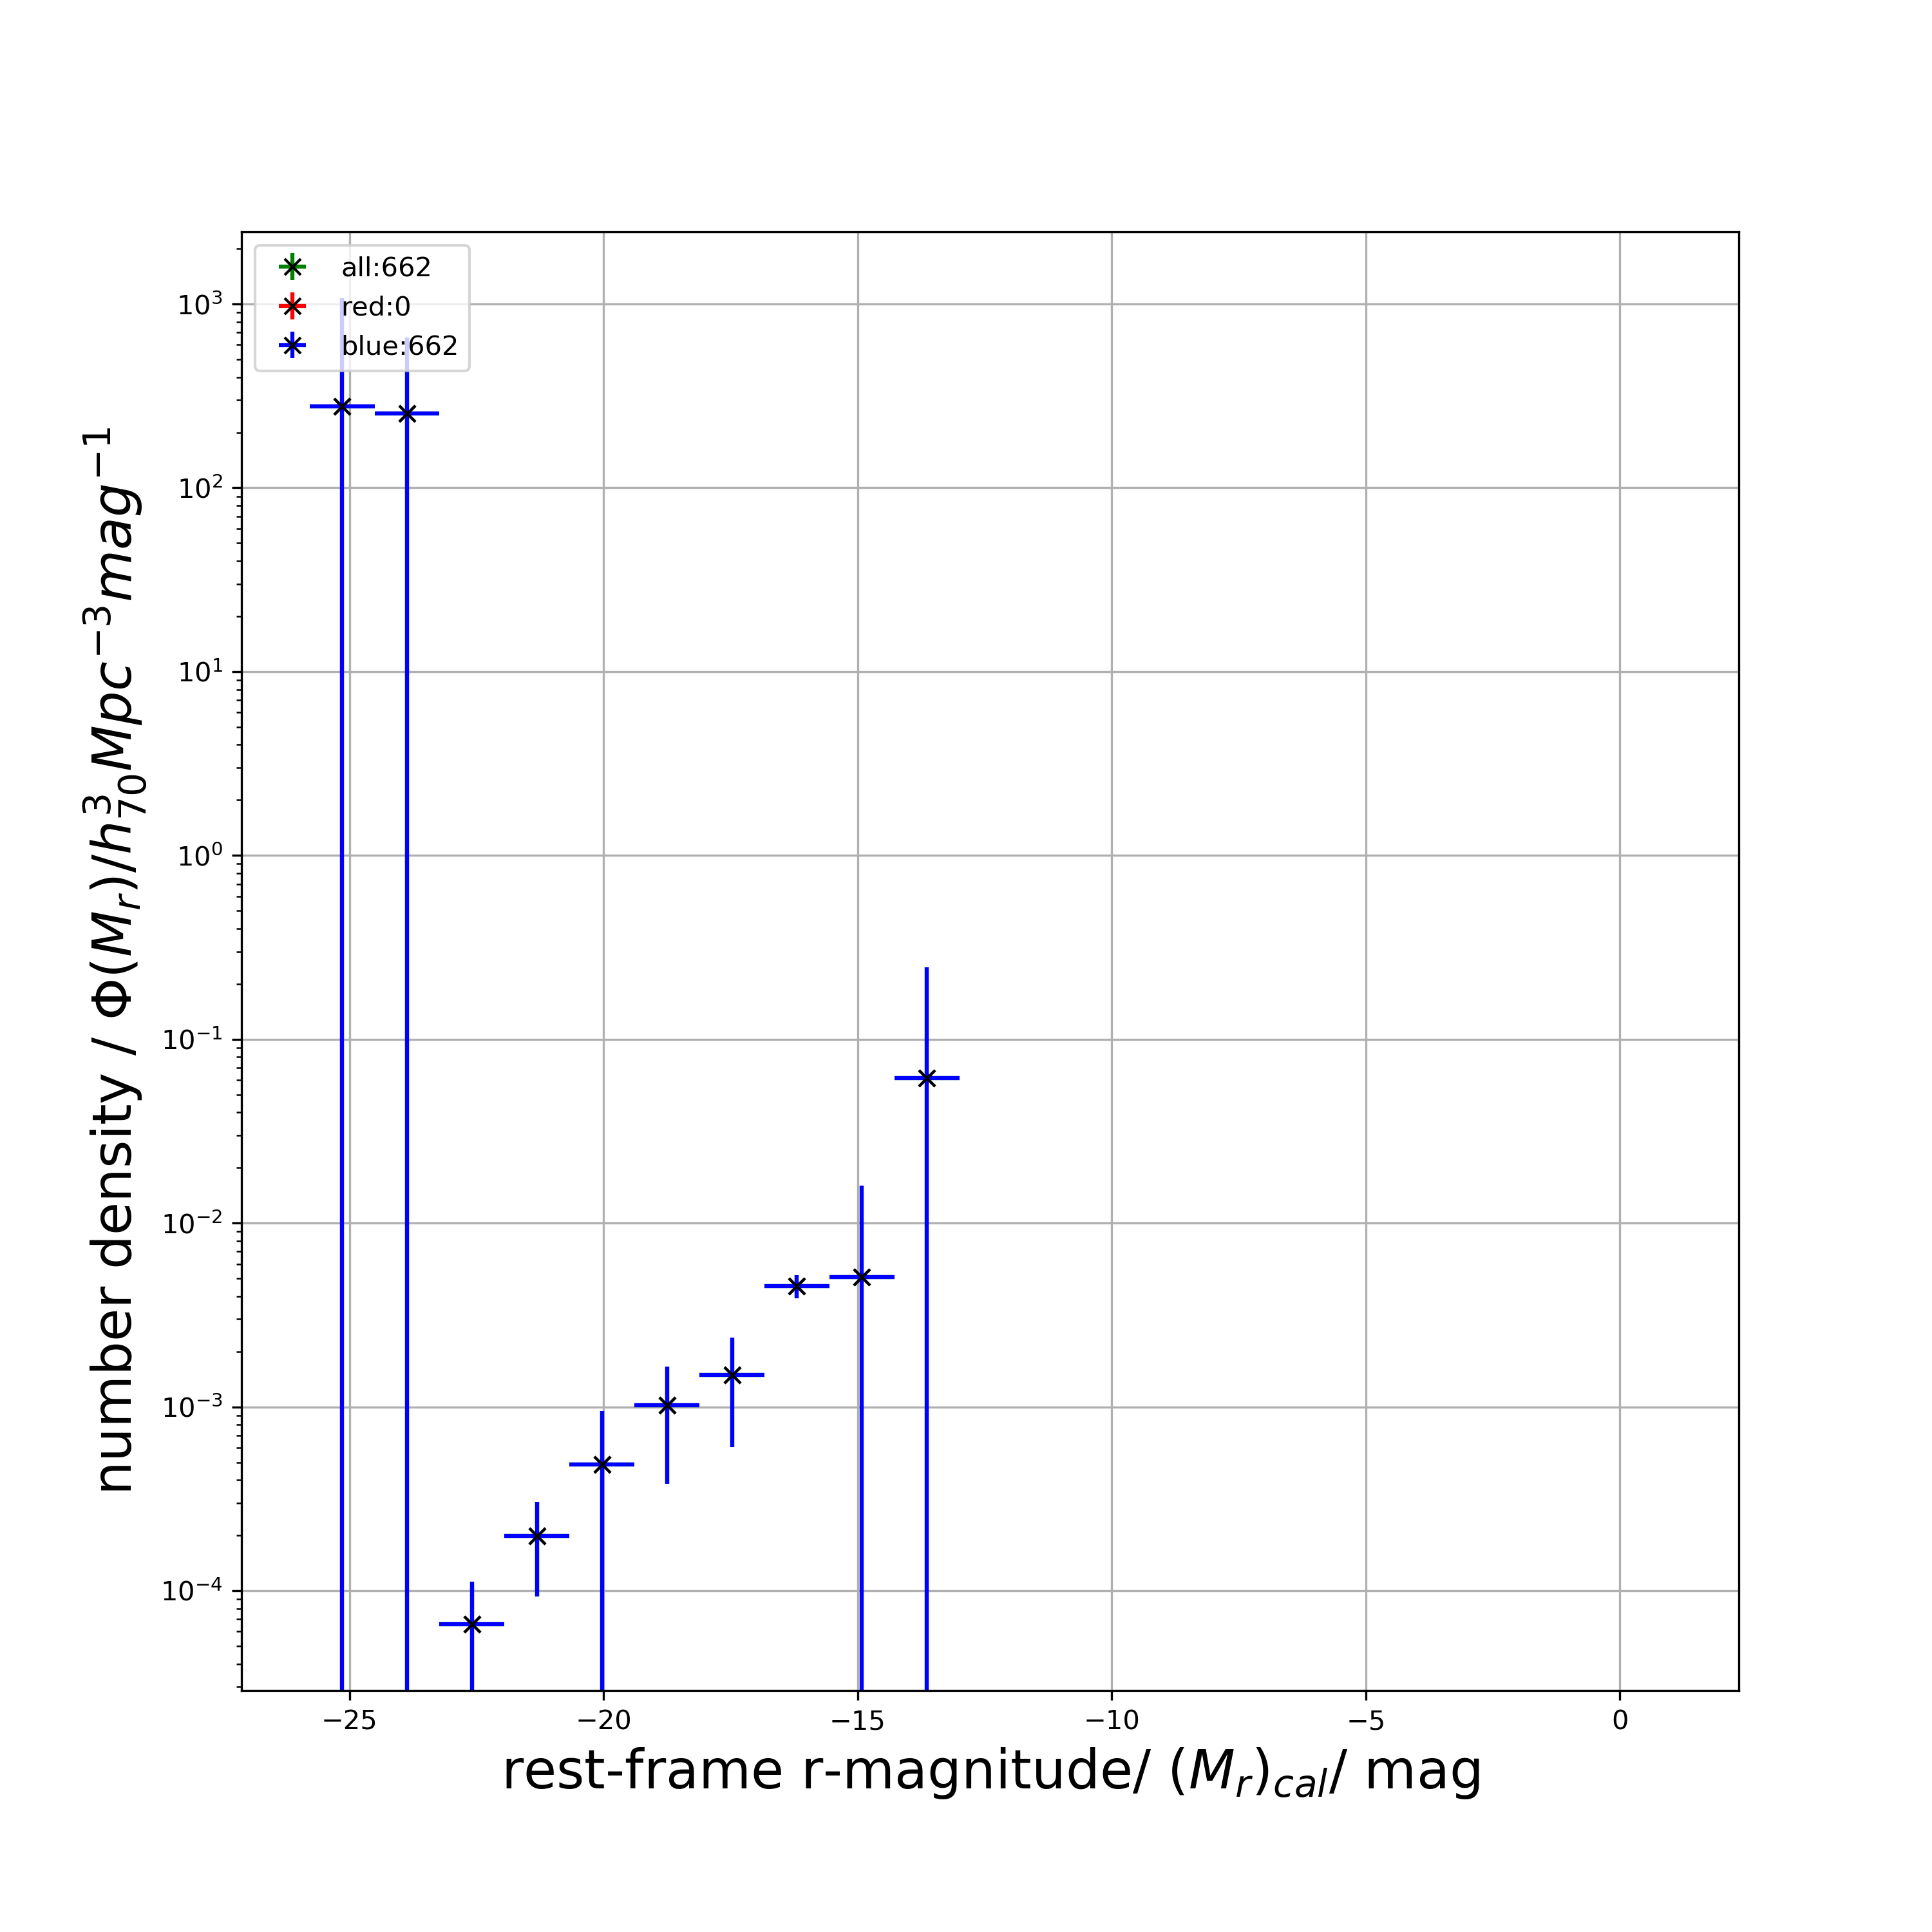 all:662
red:0
blue:662
10³
10²
10¹
10⁰
10⁻¹
10⁻²
10⁻³
10⁻⁴
number density / Φ(Mᵣ)/h³₇₀Mpc⁻³mag⁻¹
−25 −20 −15 −10 −5 0
rest-frame r-magnitude/ (Mᵣ)cal/ mag